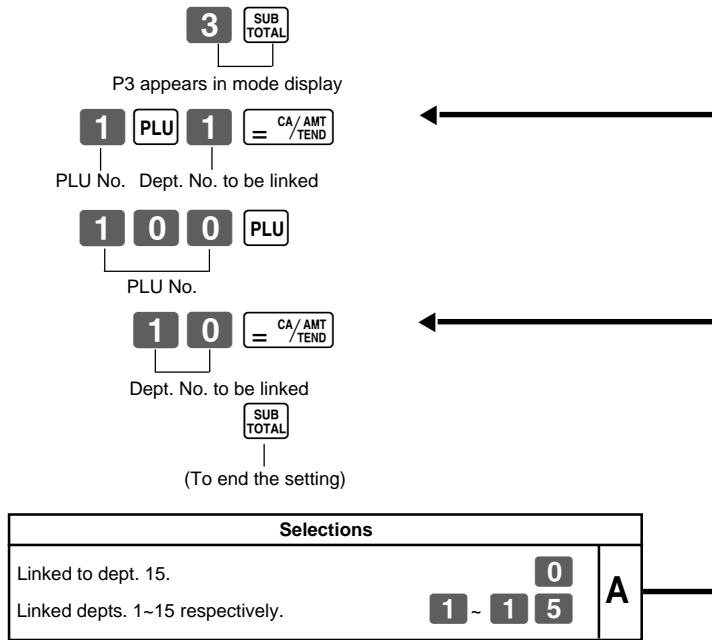 3 SUB TOTAL
P3 appears in mode display
1 PLU 1 = CA/AMT TEND
PLU No. Dept. No. to be linked
1 0 0 PLU
PLU No.
1 0 = CA/AMT TEND
Dept. No. to be linked
SUB TOTAL
(To end the setting)
Selections
Linked to dept. 15. 0
Linked depts. 1~15 respectively. 1 ~ 1 5
A